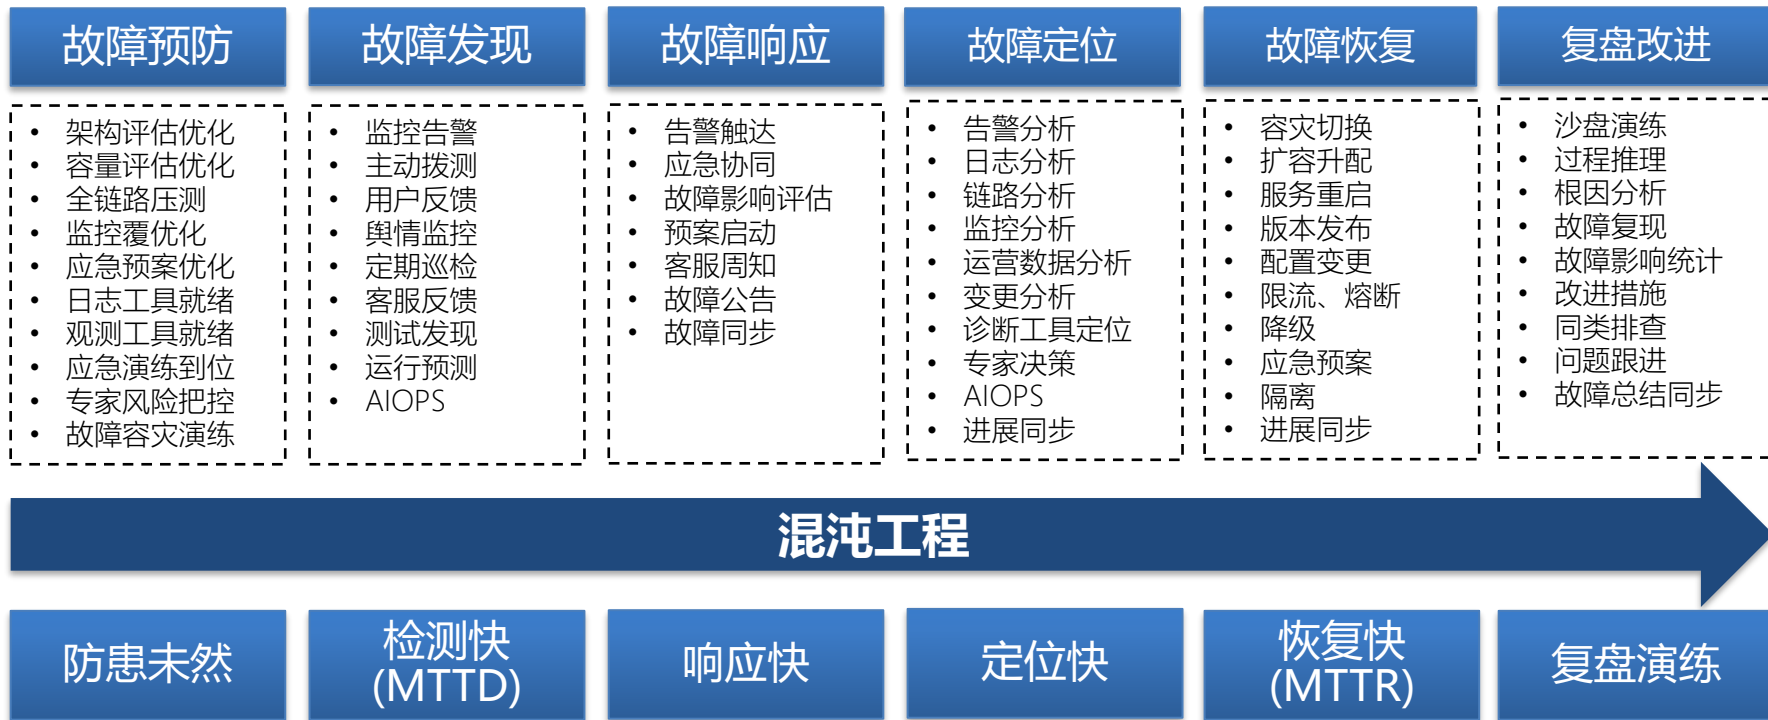 故障预防
故障发现
故障响应
故障定位
故障恢复
复盘改进
• 架构评估优化
• 容量评估优化
• 全链路压测
• 监控覆优化
• 应急预案优化
• 日志工具就绪
• 观测工具就绪
• 应急演练到位
• 专家风险把控
• 故障容灾演练
• 监控告警
• 主动拨测
• 用户反馈
• 舆情监控
• 定期巡检
• 客服反馈
• 测试发现
• 运行预测
• AIOPS
• 告警触达
• 应急协同
• 故障影响评估
• 预案启动
• 客服周知
• 故障公告
• 故障同步
• 告警分析
• 日志分析
• 链路分析
• 监控分析
• 运营数据分析
• 变更分析
• 诊断工具定位
• 专家决策
• AIOPS
• 进展同步
• 容灾切换
• 扩容升配
• 服务重启
• 版本发布
• 配置变更
• 限流、熔断
• 降级
• 应急预案
• 隔离
• 进展同步
• 沙盘演练
• 过程推理
• 根因分析
• 故障复现
• 故障影响统计
• 改进措施
• 同类排查
• 问题跟进
• 故障总结同步
混沌工程
防患未然
检测快
(MTTD)
响应快
定位快
恢复快
(MTTR)
复盘演练